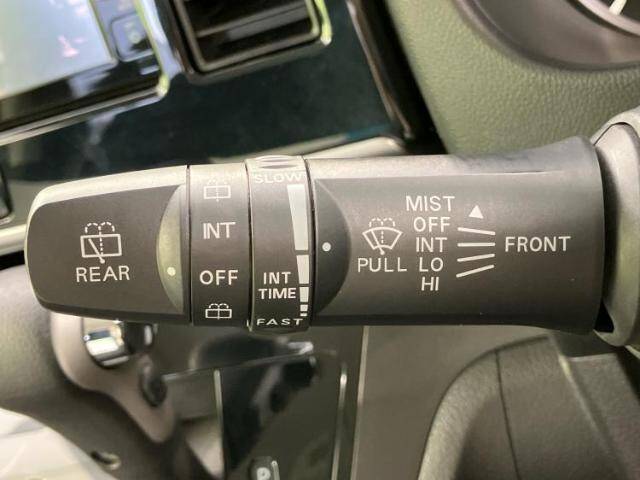 REAR
INT
OFF
SLOW
INT
TIME
FAST
PULL
MIST
OFF
INT
LO
HI
FRONT